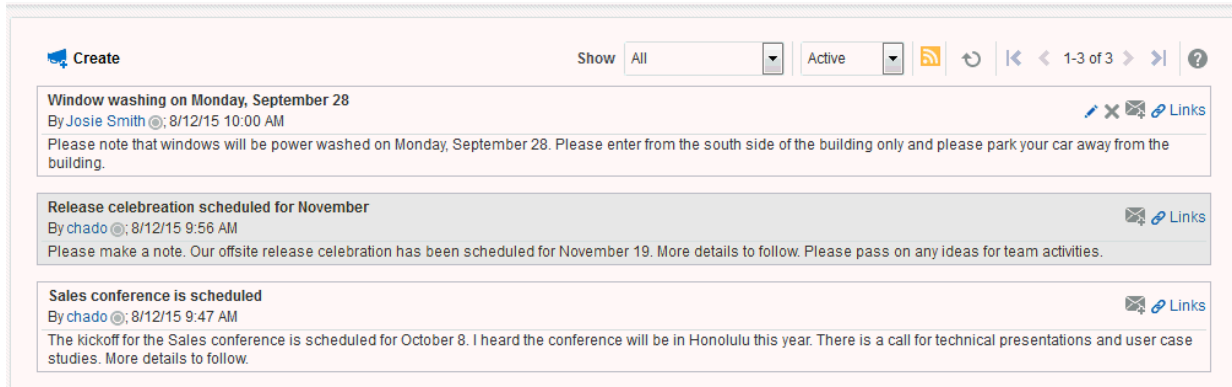 Create Show All Active 1-3 of 3
Window washing on Monday, September 28
By Josie Smith ; 8/12/15 10:00 AM
Links
Please note that windows will be power washed on Monday, September 28. Please enter from the south side of the building only and please park your car away from the
building.
Release celebreation scheduled for November
By chado ; 8/12/15 9:56 AM
Links
Please make a note. Our offsite release celebration has been scheduled for November 19. More details to follow. Please pass on any ideas for team activities.
Sales conference is scheduled
By chado ; 8/12/15 9:47 AM
Links
The kickoff for the Sales conference is scheduled for October 8. I heard the conference will be in Honolulu this year. There is a call for technical presentations and user case
studies. More details to follow.